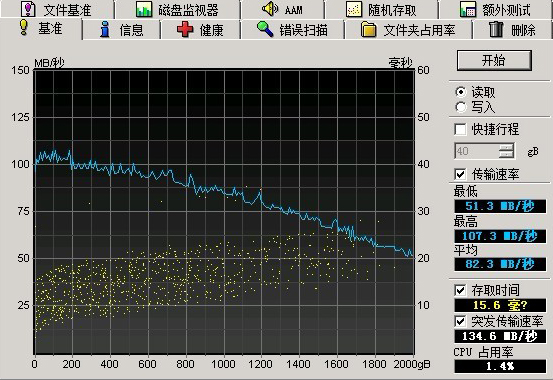 文件基准 磁盘监视器 AAM 随机存取 额外测试
基准 信息 健康 错误扫描 文件夹占用率 删除
MB/秒 毫秒
150 60
125 50
100 40
75 30
50 20
25 10
0 200 400 600 800 1000 1200 1400 1600 1800 2000gB
开始
读取
写入
快捷行程
40 gB
传输速率
最低
51.3 MB/秒
最高
107.3 MB/秒
平均
82.3 MB/秒
存取时间
15.6 毫?
突发传输速率
134.6 MB/秒
CPU 占用率
1.4%